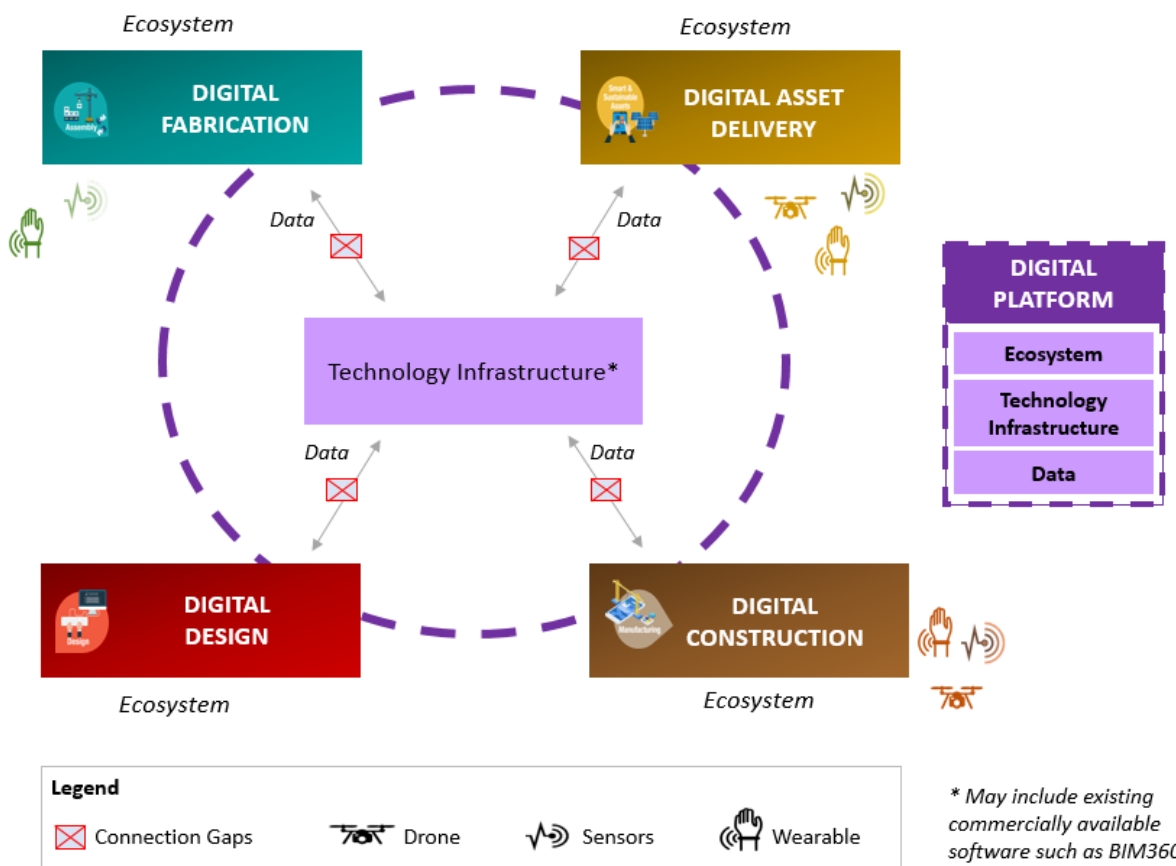 Ecosystem
Ecosystem
Assembly
DIGITAL
FABRICATION
Smart &
Sustainable
Assets
DIGITAL ASSET
DELIVERY
Data
Data
DIGITAL
PLATFORM
Ecosystem
Technology
Infrastructure
Data
Technology Infrastructure*
Data
Data
Design
DIGITAL
DESIGN
Manufacturing
DIGITAL
CONSTRUCTION
Ecosystem
Ecosystem
Legend
Connection Gaps
Drone
Sensors
Wearable
* May include existing
commercially available
software such as BIM360